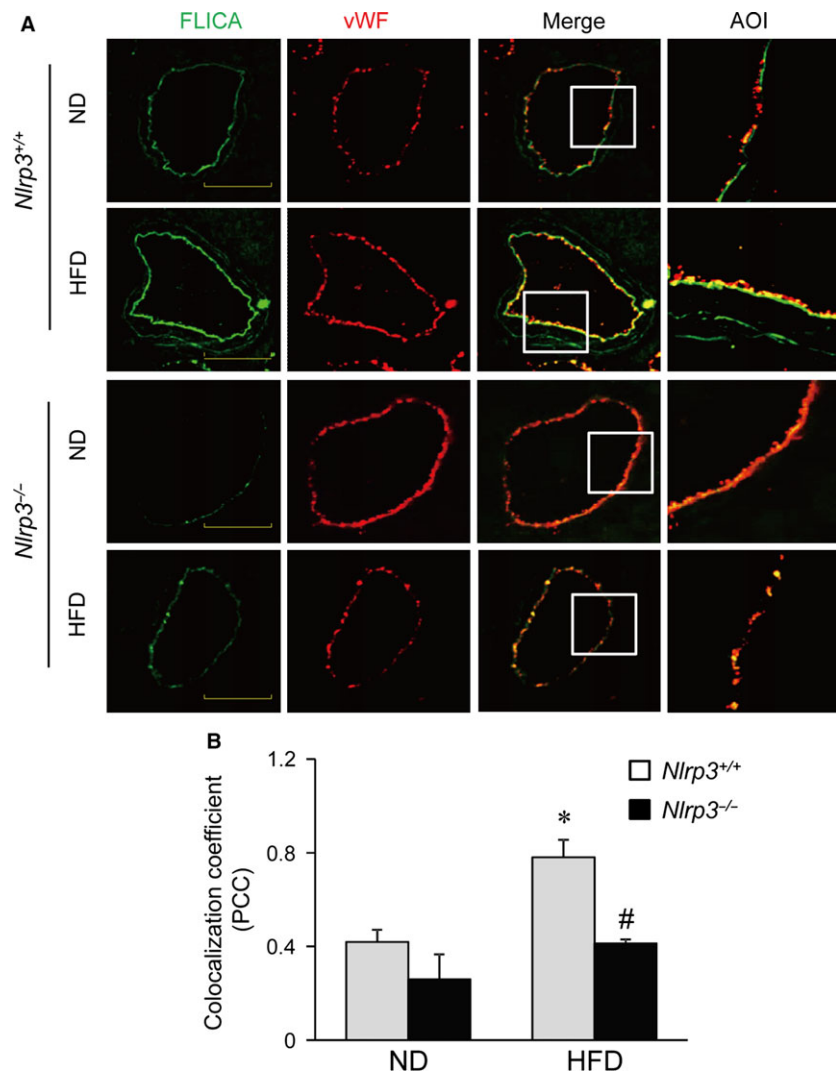 A
FLICA vWF Merge AOI
Nlrp3+/+
ND
HFD
Nlrp3-/-
ND
HFD
B
Colocalization coefficient
(PCC)
1.2
0.8
0.4
0
*
#
Nlrp3+/+
Nlrp3-/-
ND HFD